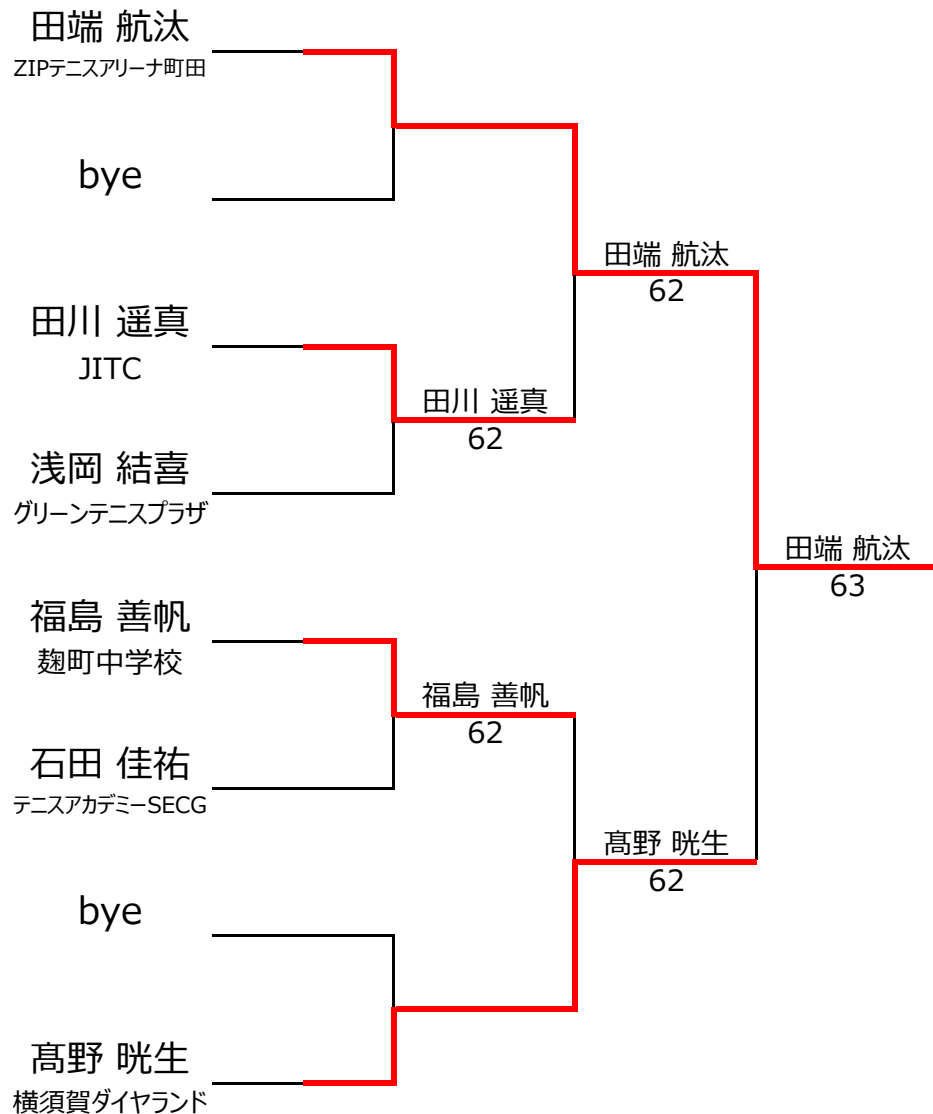 田端 航汰
ZIPテニスアリーナ町田
bye
田端 航汰
62
田川 遥真
JITC
田川 遥真
62
浅岡 結喜
グリーンテニスプラザ
田端 航汰
63
福島 善帆
麹町中学校
福島 善帆
62
石田 佳祐
テニスアカデミーSECG
髙野 晄生
62
bye
髙野 晄生
横須賀ダイヤランド